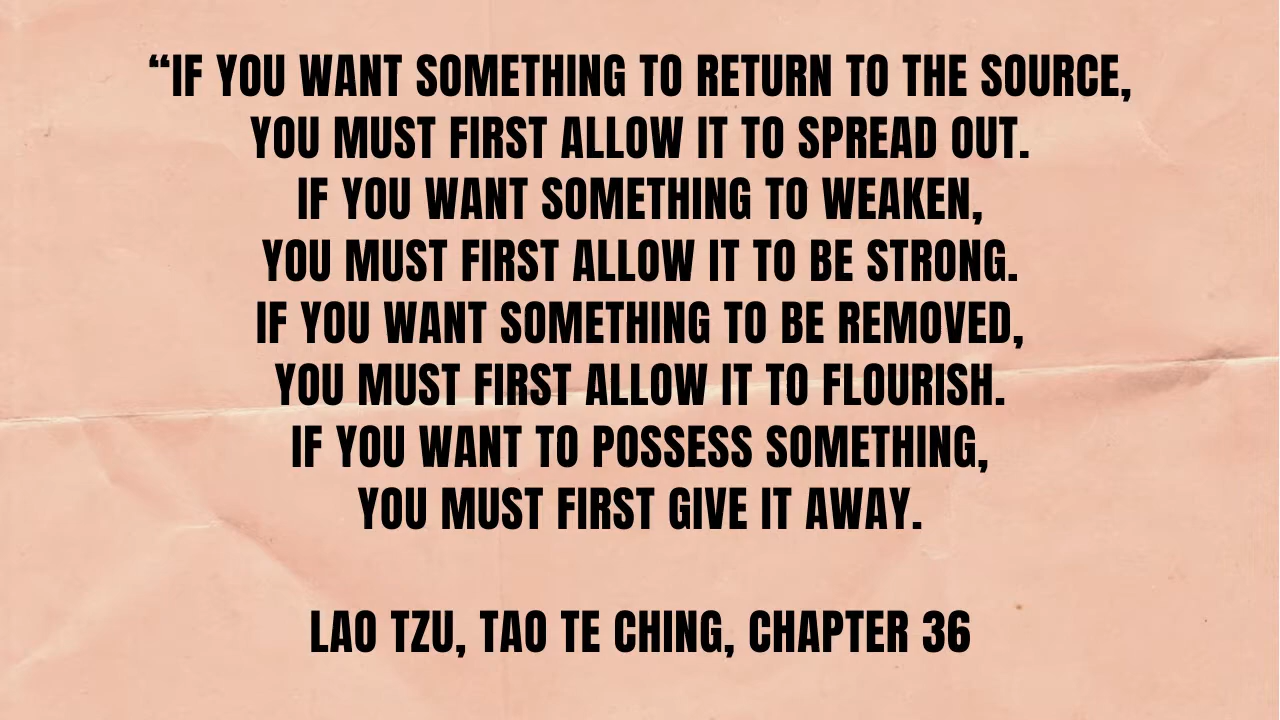 “IF YOU WANT SOMETHING TO RETURN TO THE SOURCE,
YOU MUST FIRST ALLOW IT TO SPREAD OUT.
IF YOU WANT SOMETHING TO WEAKEN,
YOU MUST FIRST ALLOW IT TO BE STRONG.
IF YOU WANT SOMETHING TO BE REMOVED,
YOU MUST FIRST ALLOW IT TO FLOURISH.
IF YOU WANT TO POSSESS SOMETHING,
YOU MUST FIRST GIVE IT AWAY.
LAO TZU, TAO TE CHING, CHAPTER 36